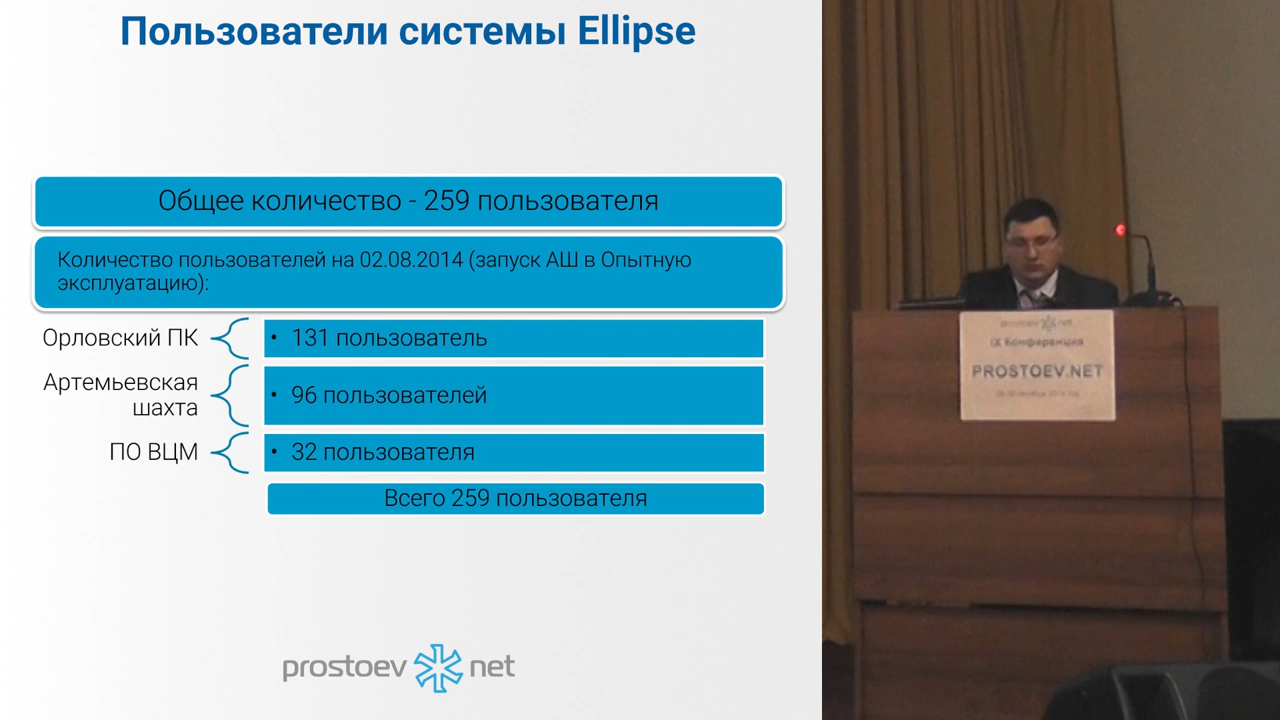 Пользователи системы Ellipse
Общее количество - 259 пользователя
Количество пользователей на 02.08.2014 (запуск АШ в Опытную
эксплуатацию):
Орловский ПК
• 131 пользователь
Артемьевская
шахта
• 96 пользователей
ПО ВЦМ
• 32 пользователя
Всего 259 пользователя
prostoev net
prostoev net
IX Конференция
PROSTOEV.NET